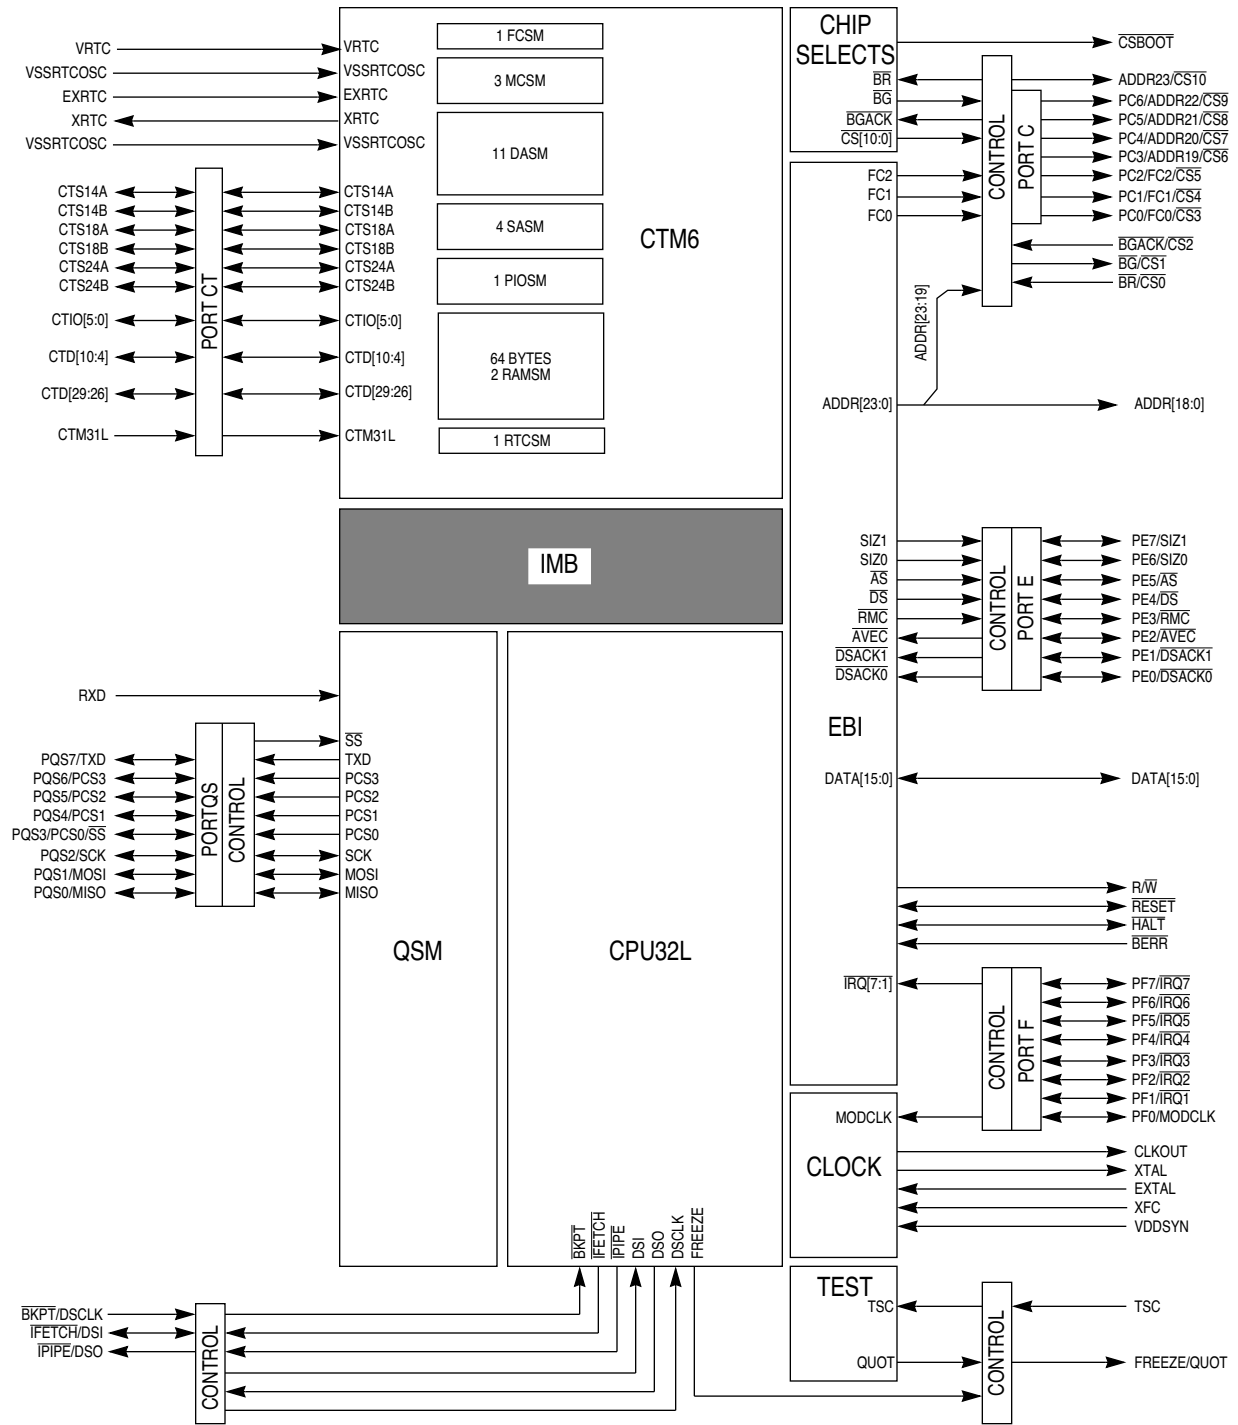 VRTC
VSSRTCOSC
EXRTC
XRTC
VSSRTCOSC
VRTC
VSSRTCOSC
EXRTC
XRTC
VSSRTCOSC
CTS14A
CTS14B
CTS18A
CTS18B
CTS24A
CTS24B
CTIO[5:0]
CTD[10:4]
CTD[29:26]
CTM31L
PORT CT
CTS14A
CTS14B
CTS18A
CTS18B
CTS24A
CTS24B
CTIO[5:0]
CTD[10:4]
CTD[29:26]
CTM31L
1 FCSM
3 MCSM
11 DASM
4 SASM
1 PIOSM
64 BYTES
2 RAMSM
1 RTCSM
CTM6
IMB
CHIP
SELECTS
BR
BG
BGACK
CS[10:0]
FC2
FC1
FC0
CONTROL
PORT C
CSBOOT
ADDR23/CS10
PC6/ADDR22/CS9
PC5/ADDR21/CS8
PC4/ADDR20/CS7
PC3/ADDR19/CS6
PC2/FC2/CS5
PC1/FC1/CS4
PC0/FC0/CS3
BGACK/CS2
BG/CS1
BR/CS0
ADDR[23:19]
ADDR[23:0]
ADDR[18:0]
SIZ1
SIZ0
AS
DS
RMC
AVEC
DSACK1
DSACK0
CONTROL
PORT E
PE7/SIZ1
PE6/SIZ0
PE5/AS
PE4/DS
PE3/RMC
PE2/AVEC
PE1/DSACK1
PE0/DSACK0
EBI
DATA[15:0]
DATA[15:0]
R/W
RESET
HALT
BERR
IRQ[7:1]
CONTROL
PORT F
PF7/IRQ7
PF6/IRQ6
PF5/IRQ5
PF4/IRQ4
PF3/IRQ3
PF2/IRQ2
PF1/IRQ1
PF0/MODCLK
MODCLK
CLOCK
CLKOUT
XTAL
EXTAL
XFC
VDDSYN
RXD
PQS7/TXD
PQS6/PCS3
PQS5/PCS2
PQS4/PCS1
PQS3/PCS0/SS
PQS2/SCK
PQS1/MOSI
PQS0/MISO
PORTQS
CONTROL
SS
TXD
PCS3
PCS2
PCS1
PCS0
SCK
MOSI
MISO
QSM
CPU32L
BKPT
IFETCH
IPIPE
DSI
DSO
DSCLK
FREEZE
BKPT/DSCLK
IFETCH/DSI
IPIPE/DSO
CONTROL
TEST
TSC
QUOT
CONTROL
TSC
FREEZE/QUOT